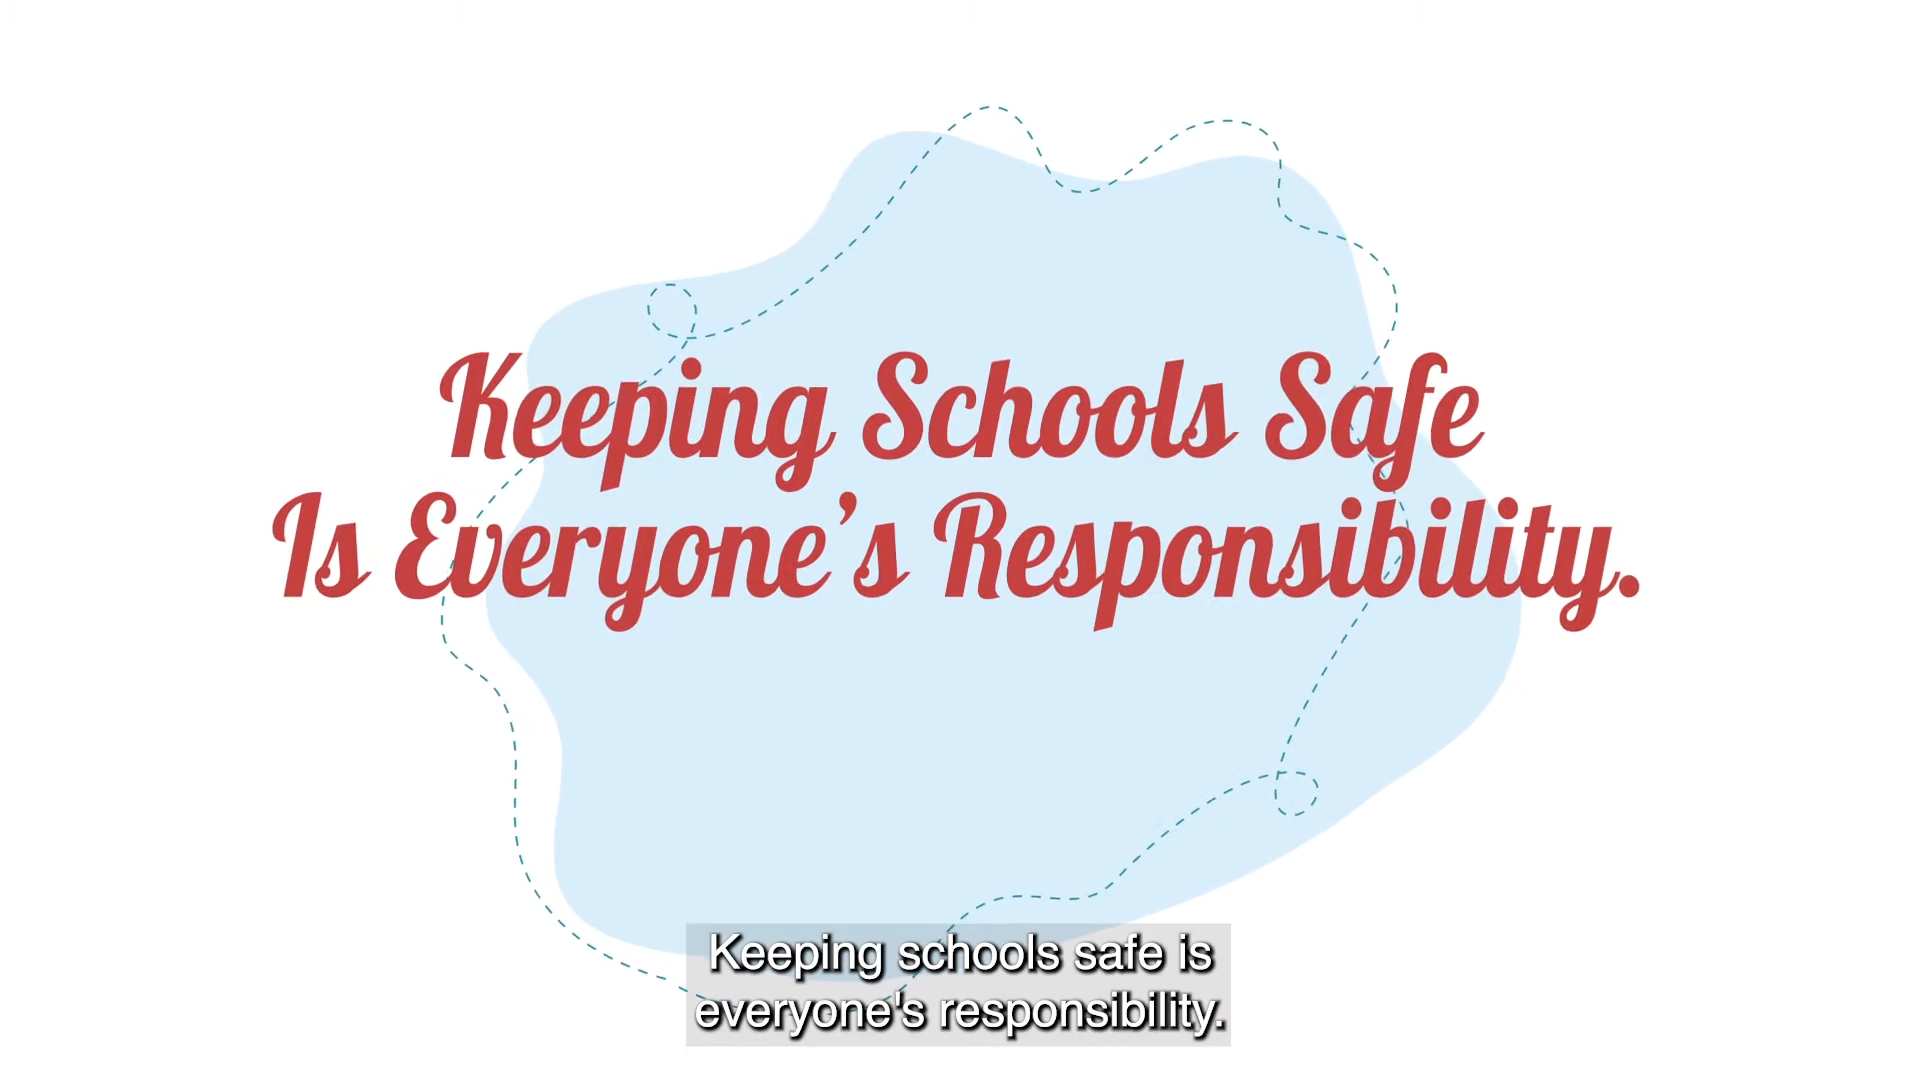 Keeping Schools Safe
Is Everyone’s Responsibility.
Keeping schools safe is
everyone's responsibility.